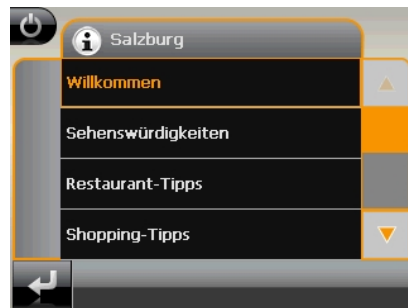 Salzburg
Willkommen
Sehenswürdigkeiten
Restaurant-Tipps
Shopping-Tipps